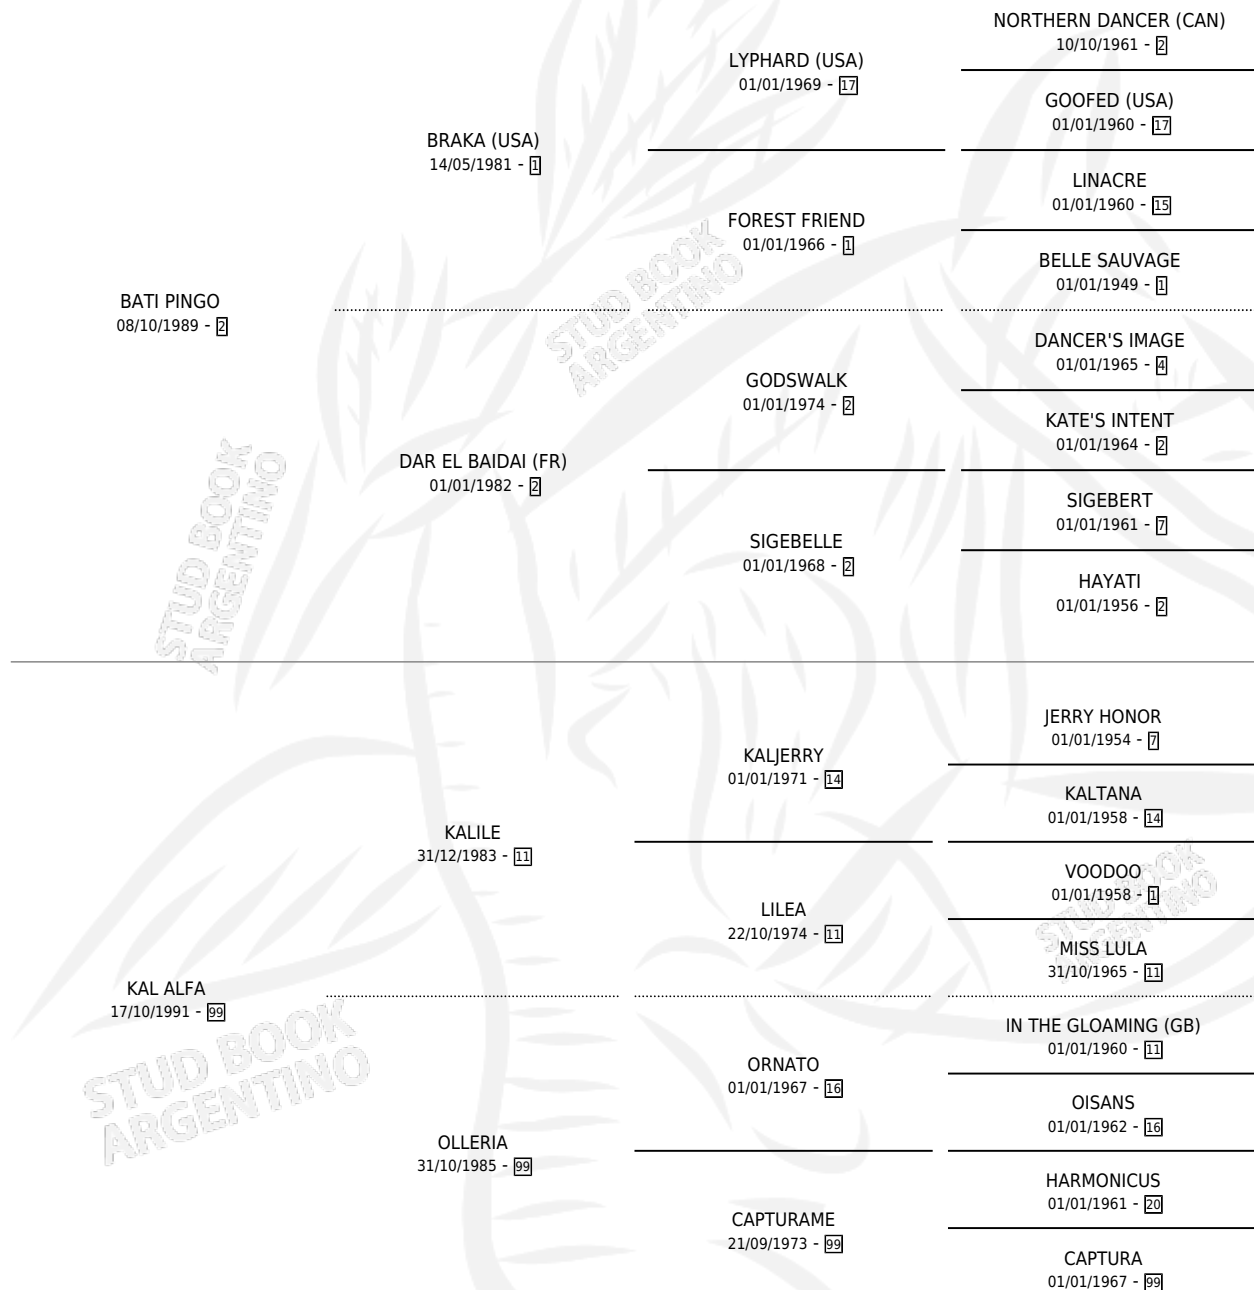 NORTHERN DANCER (CAN)
10/10/1961 - 2
LYPHARD (USA)
01/01/1969 - 17
GOOFED (USA)
01/01/1960 - 17
BRAKA (USA)
14/05/1981 - 1
LINACRE
01/01/1960 - 15
FOREST FRIEND
01/01/1966 - 1
BELLE SAUVAGE
01/01/1949 - 1
BATI PINGO
08/10/1989 - 2
STUD BOOK
ARGENTINO
DANCER'S IMAGE
01/01/1965 - 4
GODSWALK
01/01/1974 - 2
KATE'S INTENT
01/01/1964 - 2
DAR EL BAIDAI (FR)
01/01/1982 - 2
SIGEBERT
01/01/1961 - 7
SIGEBELLE
01/01/1968 - 2
HAYATI
01/01/1956 - 2
STUD BOOK
ARGENTINO
JERRY HONOR
01/01/1954 - 7
KALJERRY
01/01/1971 - 14
KALTANA
01/01/1958 - 14
KALILE
31/12/1983 - 11
VOODOO
01/01/1958 - 1
LILEA
22/10/1974 - 11
STUD BOOK
ARGENTINO
MISS LULA
31/10/1965 - 11
KAL ALFA
17/10/1991 - 99
IN THE GLOAMING (GB)
01/01/1960 - 11
ORNATO
01/01/1967 - 16
STUD BOOK
ARGENTINO
OISANS
01/01/1962 - 16
OLLERIA
31/10/1985 - 99
HARMONICUS
01/01/1961 - 20
CAPTURAME
21/09/1973 - 99
CAPTURA
01/01/1967 - 99